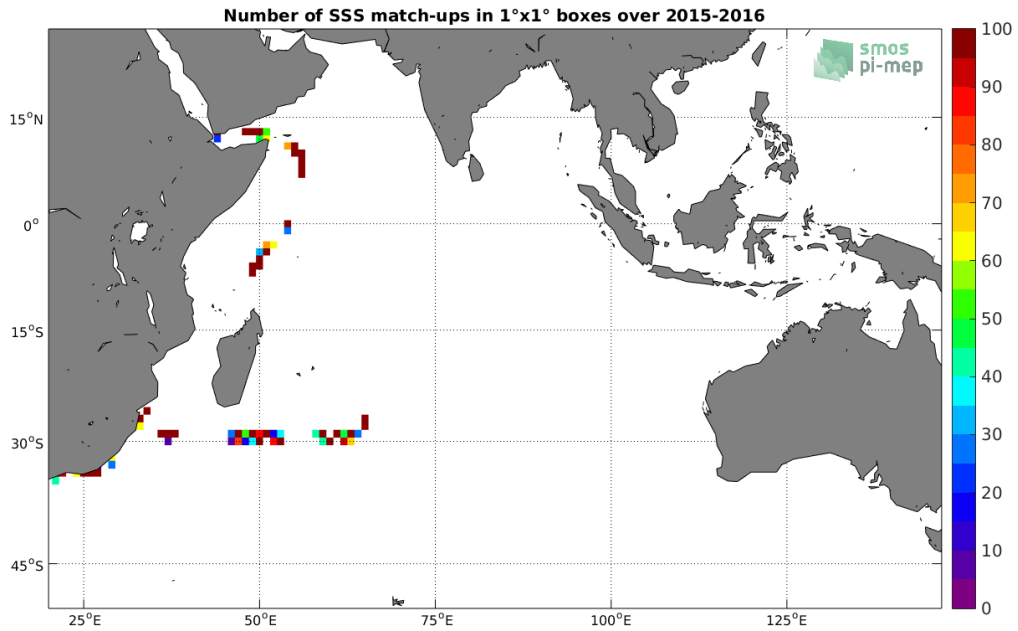 Number of SSS match-ups in 1°x1° boxes over 2015-2016
smos
pi-mep
100
90
80
70
60
50
40
30
20
10
0
15°N
0°
15°S
30°S
45°S
25°E
50°E
75°E
100°E
125°E